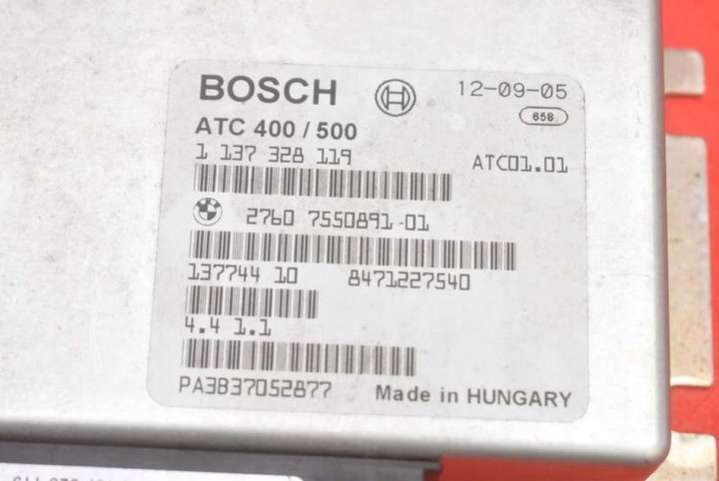 BOSCH 12-09-05
658
ATC 400 / 500
1 137 328 119 ATC01.01
2760 7550891-01
137744 10 8471227540
4.4 1.1
PA3B37052877 Made in HUNGARY